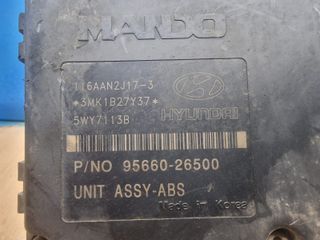 MANDO
116AAN2J17-3
*3MK1B27Y37*
5WY7113B
HYUNDAI
P/NO 95660-26500
UNIT ASSY-ABS
Made in Korea